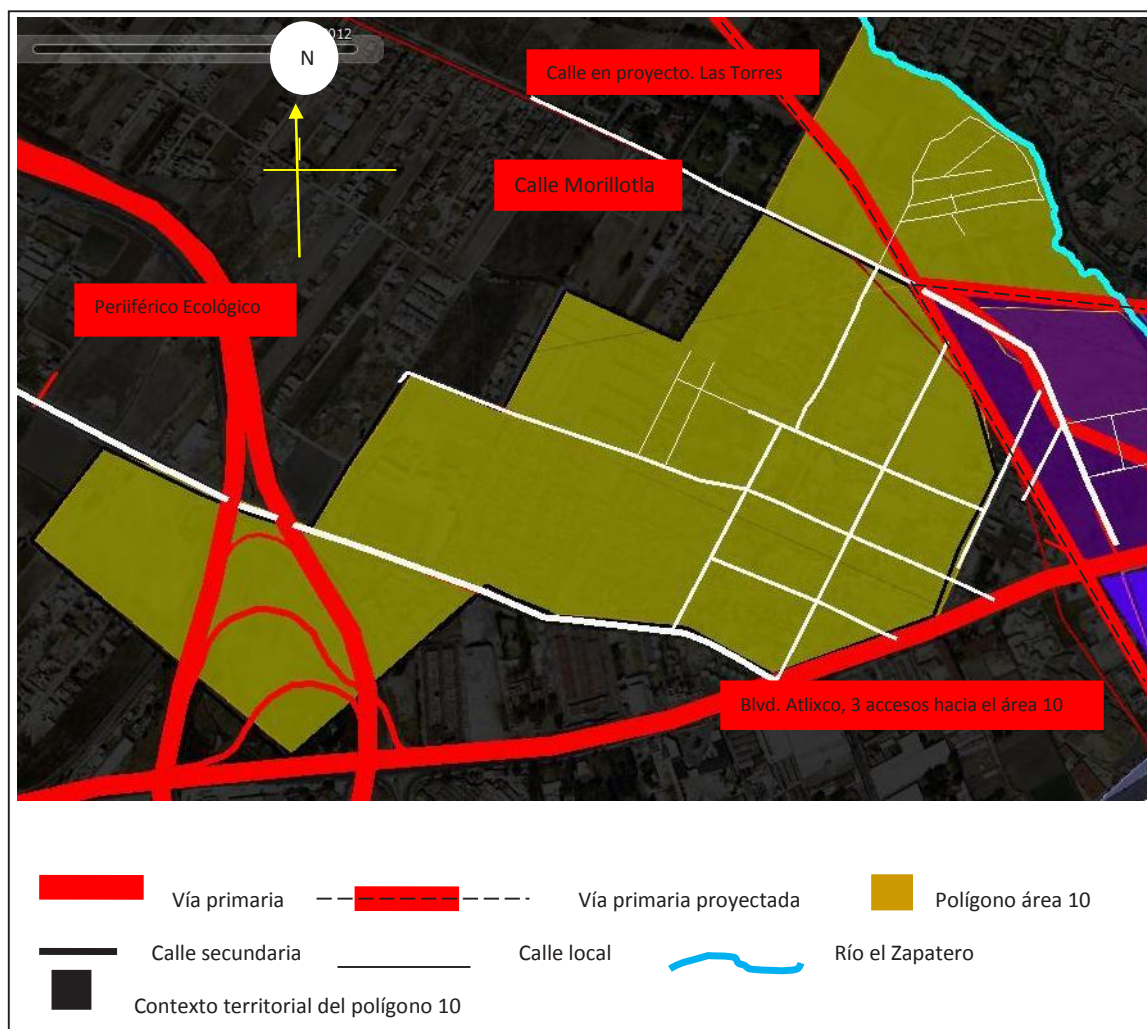 2012
N
Calle en proyecto. Las Torres
Calle Morillotla
Periiférico Ecológico
Blvd. Atlixco, 3 accesos hacia el área 10
Vía primaria
Vía primaria proyectada
Polígono área 10
Calle secundaria
Calle local
Río el Zapatero
Contexto territorial del polígono 10